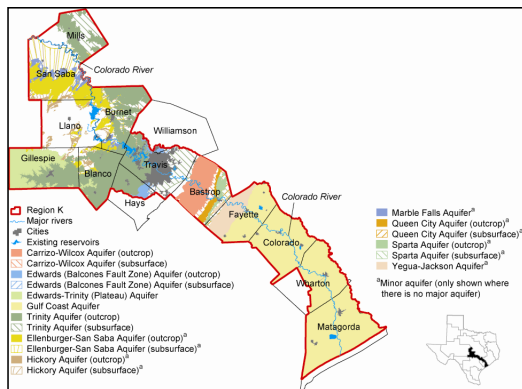 Mills
San Saba
Colorado River
Burnet
Llano
Williamson
Gillespie
Blanco
Travis
Hays
Bastrop
Colorado River
Fayette
Colorado
Wharton
Matagorda
Region K
Major rivers
Cities
Existing reservoirs
Carrizo-Wilcox Aquifer (outcrop)
Carrizo-Wilcox Aquifer (subsurface)
Edwards (Balcones Fault Zone) Aquifer (outcrop)
Edwards (Balcones Fault Zone) Aquifer (subsurface)
Edwards-Trinity (Plateau) Aquifer
Gulf Coast Aquifer
Trinity Aquifer (outcrop)
Trinity Aquifer (subsurface)
Ellenburger-San Saba Aquifer (outcrop)a
Ellenburger-San Saba Aquifer (subsurface)a
Hickory Aquifer (outcrop)a
Hickory Aquifer (subsurface)a
Marble Falls Aquifera
Queen City Aquifer (outcrop)a
Queen City Aquifer (subsurface)a
Sparta Aquifer (outcrop)a
Sparta Aquifer (subsurface)a
Yegua-Jackson Aquifera
aMinor aquifer (only shown where
there is no major aquifer)